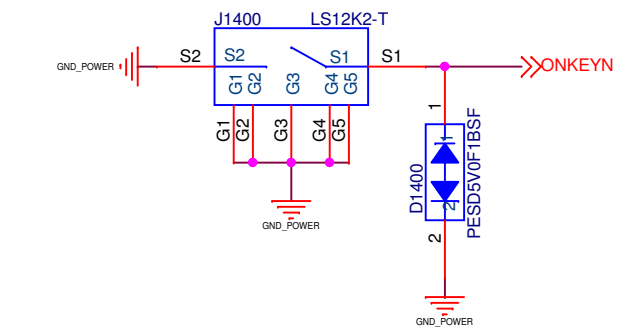 J1400 LS12K2-T
S2 S2 S1 S1
GND_POWER
ONKEYN
G1 G2 G3 G4 G5
G1 G2 G3 G4 G5
GND_POWER
1
1
D1400
PESD5V0F1BSF
2
2
GND_POWER